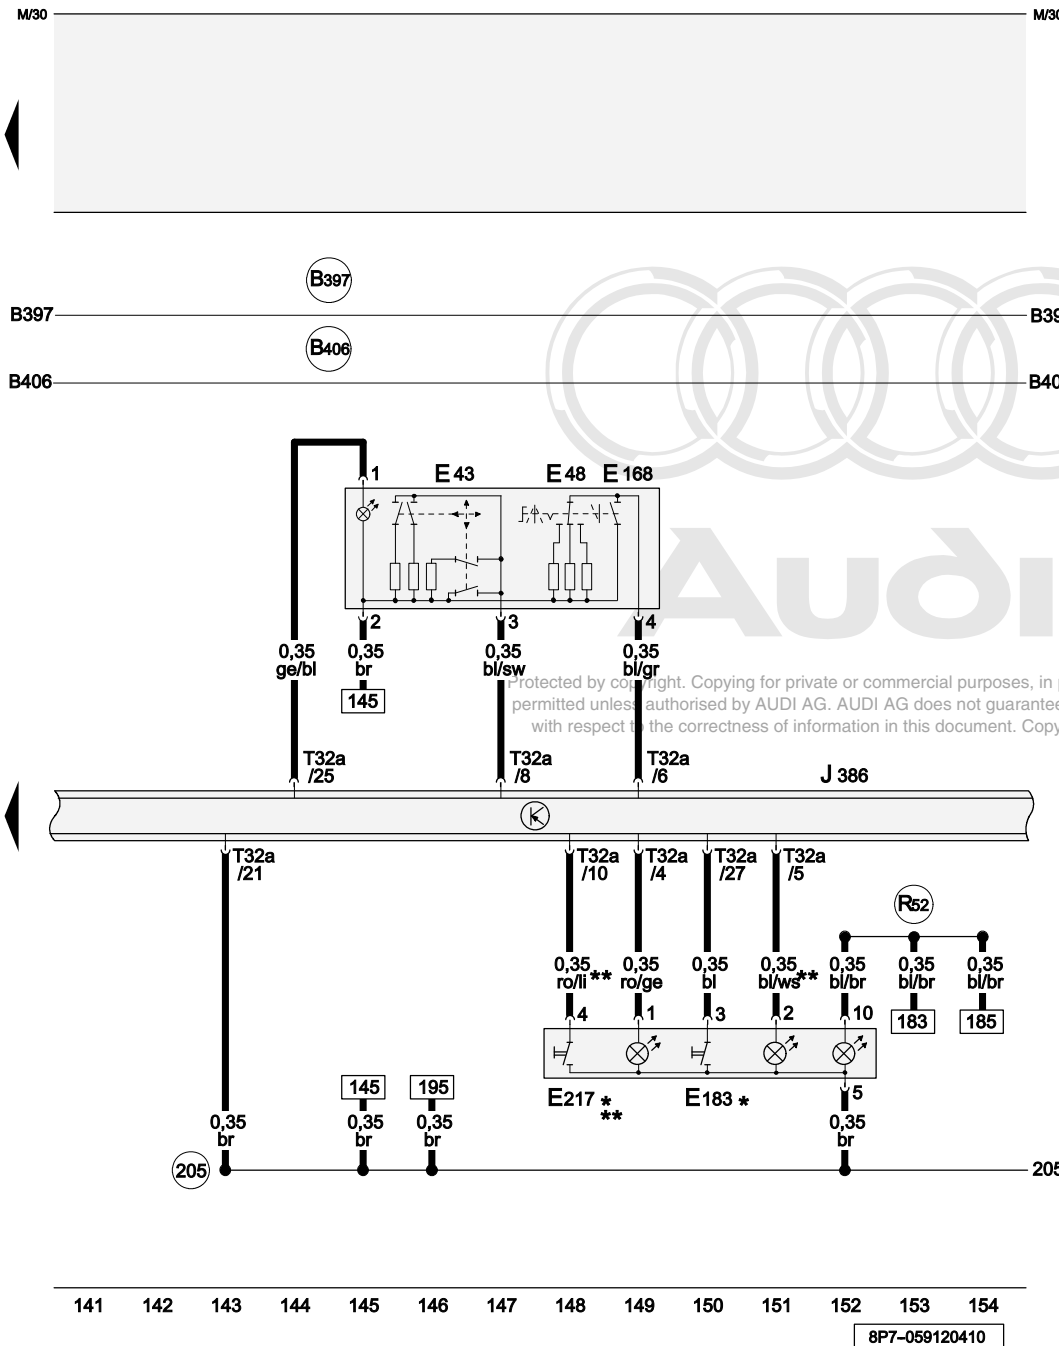 M/30 M/30
B397
B397 B39
B406
B406 B40
1 E 43 E 48 E 168
Audi
2 3 4
0,35 0,35 0,35 0,35
ge/bl br bl/sw bl/gr
Protected by copyright. Copying for private or commercial purposes, in
145
permitted unless authorised by AUDI AG. AUDI AG does not guarantee
with respect to the correctness of information in this document. Copy
T32a T32a T32a J 386
/25 /8 /6
T32a T32a T32a T32a T32a
/21 /10 /4 /27 /5
R52
0,35 0,35 0,35 0,35 0,35 0,35 0,35
ro/li ** ro/ge bl bl/ws ** bl/br bl/br bl/br
4 1 3 2 10 183 185
145 195 E217 * E183 * 5
**
0,35 0,35 0,35 0,35
br br br br
205 205
141 142 143 144 145 146 147 148 149 150 151 152 153 154
8P7-059120410